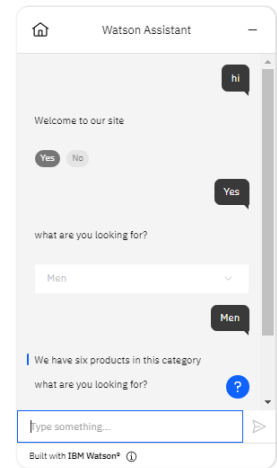 Watson Assistant
hi
Welcome to our site
Yes No
Yes
what are you looking for?
Men
Men
We have six products in this category
what are you looking for?
?
Type something...
Built with IBM Watson®